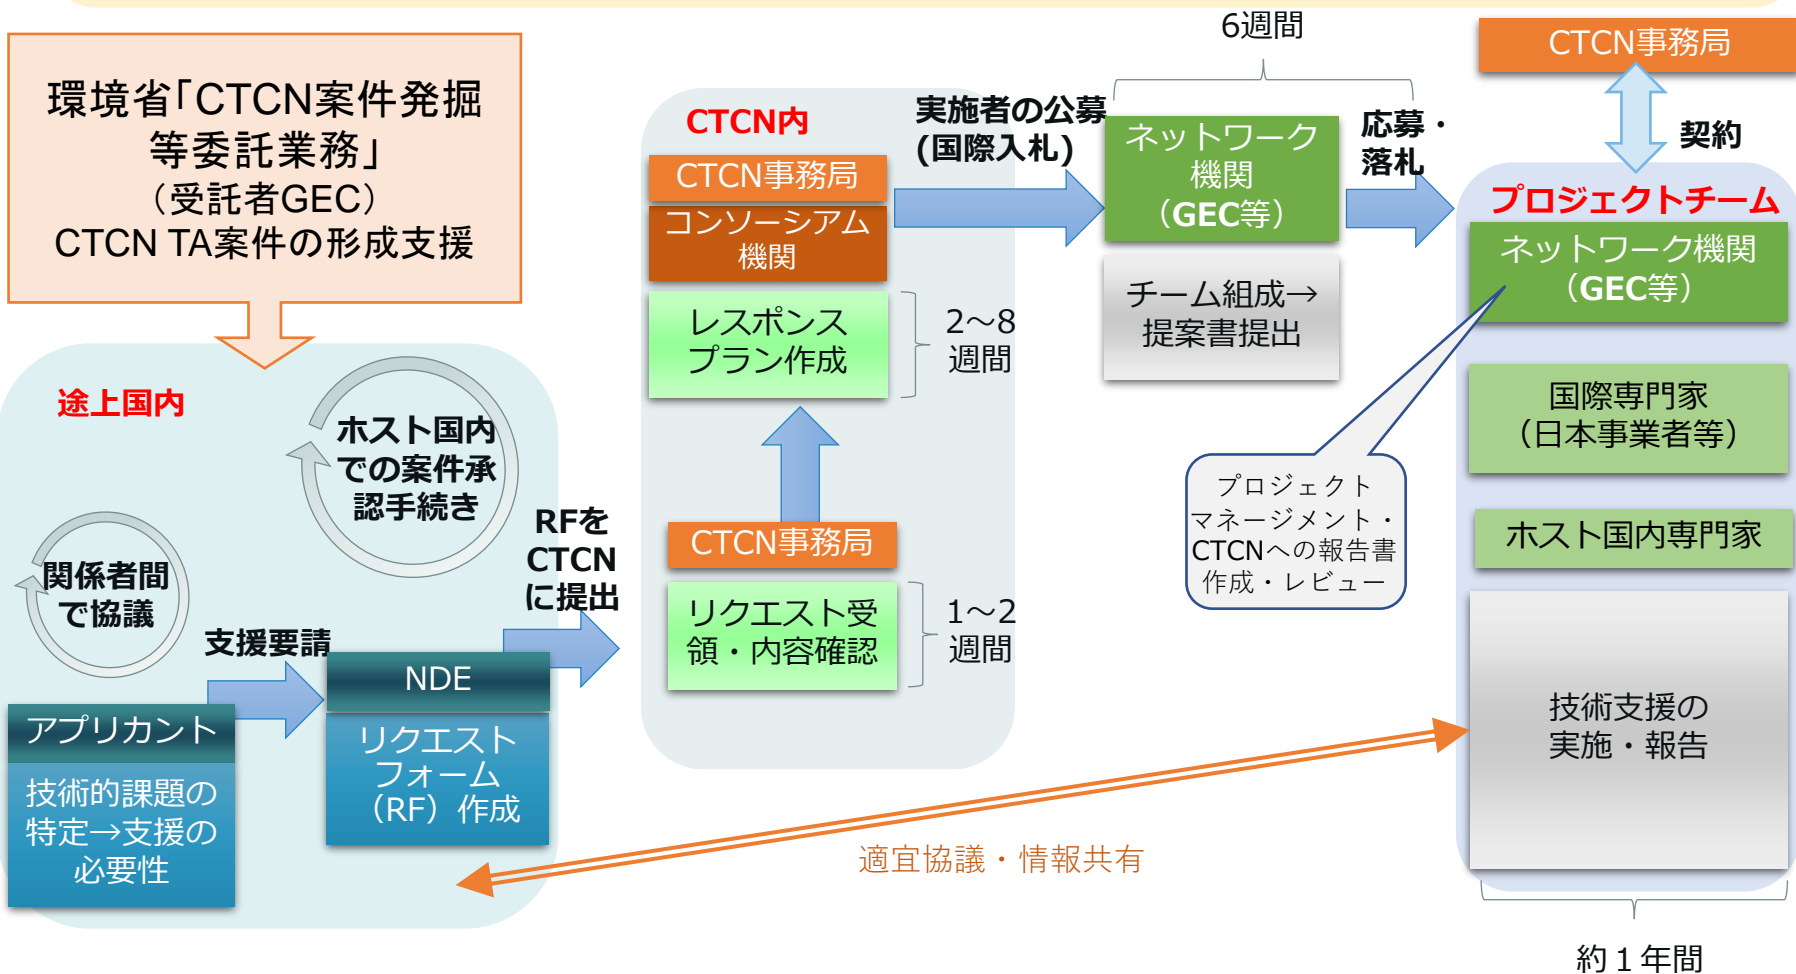 環境省「CTCN案件発掘
等委託業務」
（受託者GEC）
CTCN TA案件の形成支援
途上国内
ホスト国内
での案件承
認手続き
関係者間
で協議
支援要請
アプリカント
技術的課題の
特定→支援の
必要性
NDE
リクエスト
フォーム
（RF）作成
RFを
CTCN
に提出
CTCN内
CTCN事務局
コンソーシアム
機関
レスポンス
プラン作成
2～8
週間
CTCN事務局
リクエスト受
領・内容確認
1～2
週間
実施者の公募
(国際入札)
6週間
ネットワーク
機関
（GEC等）
チーム組成→
提案書提出
応募・
落札
CTCN事務局
契約
プロジェクトチーム
ネットワーク機関
（GEC等）
国際専門家
（日本事業者等）
ホスト国内専門家
技術支援の
実施・報告
プロジェクト
マネージメント・
CTCNへの報告書
作成・レビュー
適宜協議・情報共有
約１年間